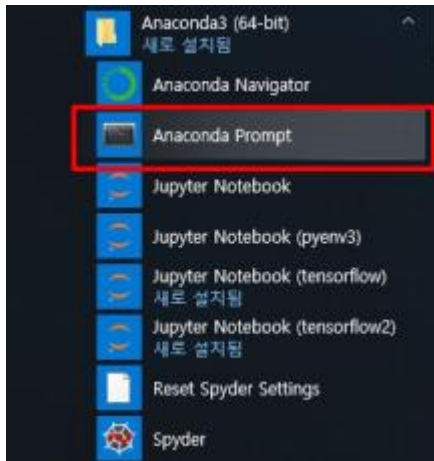 Anaconda3 (64-bit)
새로 설치됨
Anaconda Navigator
Anaconda Prompt
Jupyter Notebook
Jupyter Notebook (pyenv3)
Jupyter Notebook (tensorflow)
새로 설치됨
Jupyter Notebook (tensorflow2)
새로 설치됨
Reset Spyder Settings
Spyder